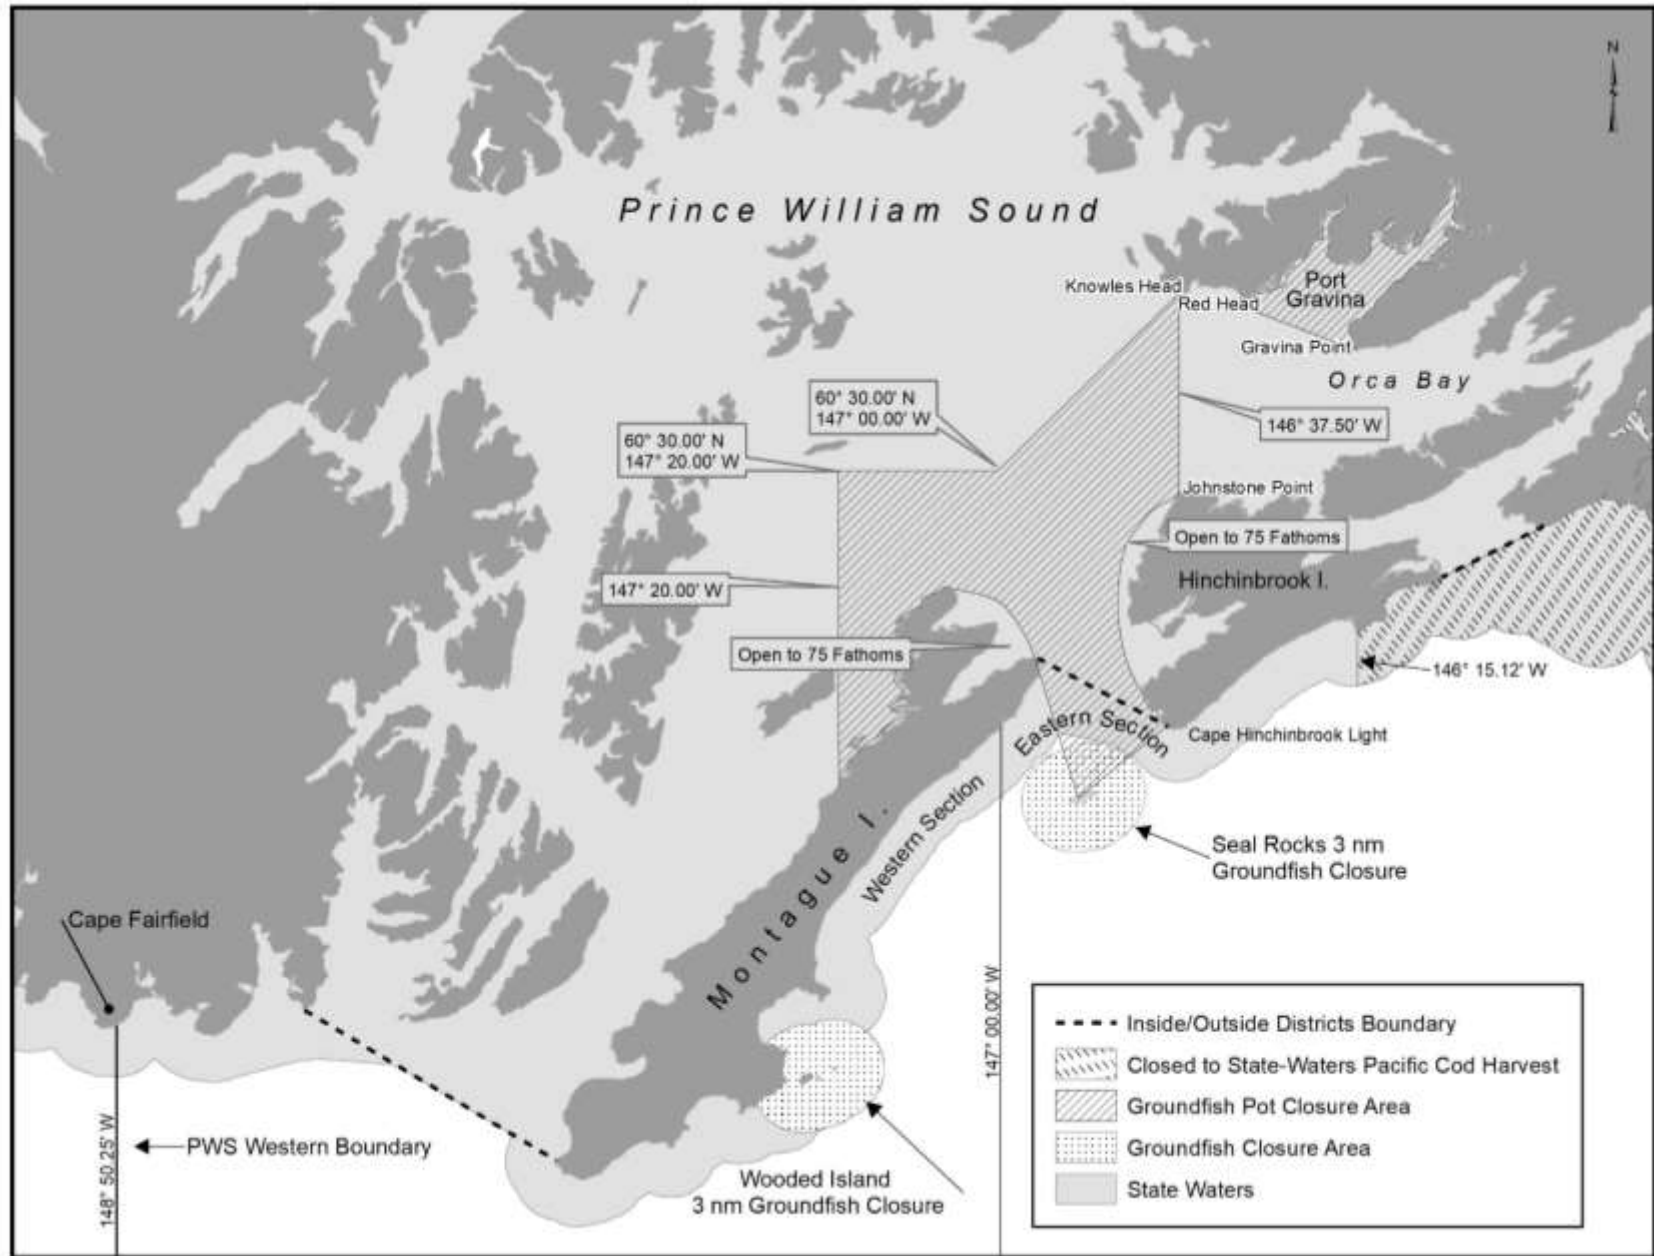 N
Prince William Sound
Knowles Head
Red Head
Port
Gravina
Gravina Point
Orca Bay
60° 30.00' N
147° 00.00' W
146° 37.50' W
60° 30.00' N
147° 20.00' W
Johnstone Point
Open to 75 Fathoms
Hinchinbrook I.
147° 20.00' W
Open to 75 Fathoms
146° 15.12' W
Eastern Section
Cape Hinchinbrook Light
Western Section
Montague I.
Seal Rocks 3 nm
Groundfish Closure
Cape Fairfield
147° 00.00' W
148° 50.25' W
PWS Western Boundary
Wooded Island
3 nm Groundfish Closure
Inside/Outside Districts Boundary
Closed to State-Waters Pacific Cod Harvest
Groundfish Pot Closure Area
Groundfish Closure Area
State Waters